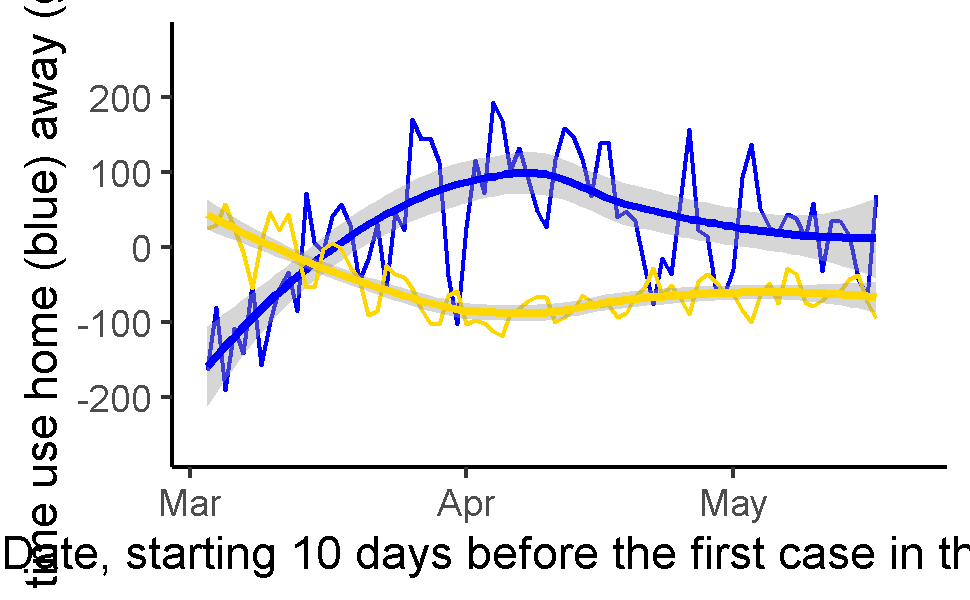 time use home (blue) away (
200
100
0
-100
-200
Mar
Apr
May
Date, starting 10 days before the first case in th